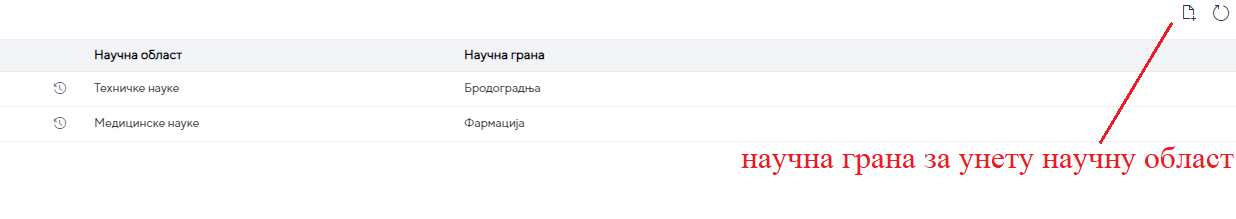 Научна област Научна грана
Техничке науке Бродоградња
Медицинске науке Фармација
научна грана за унету научну област